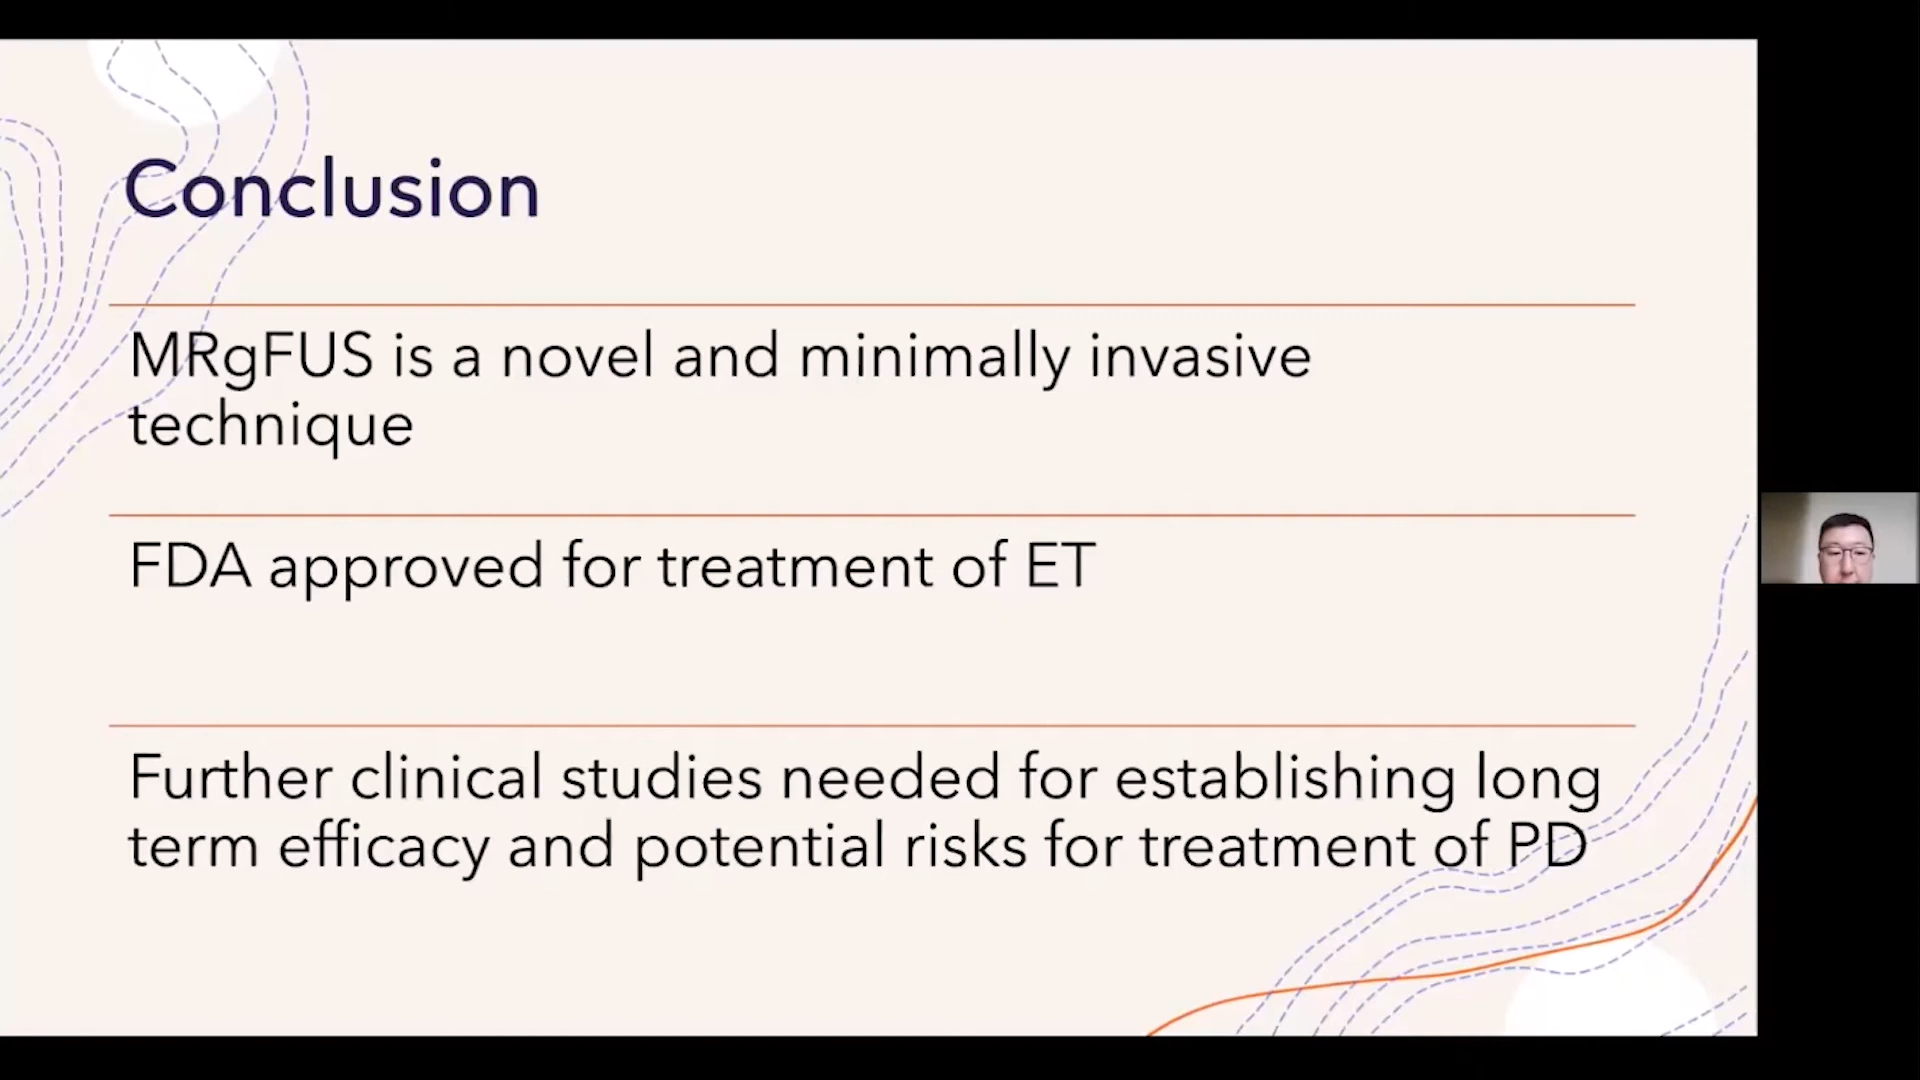 Conclusion
MRgFUS is a novel and minimally invasive
technique
FDA approved for treatment of ET
Further clinical studies needed for establishing long
term efficacy and potential risks for treatment of PD